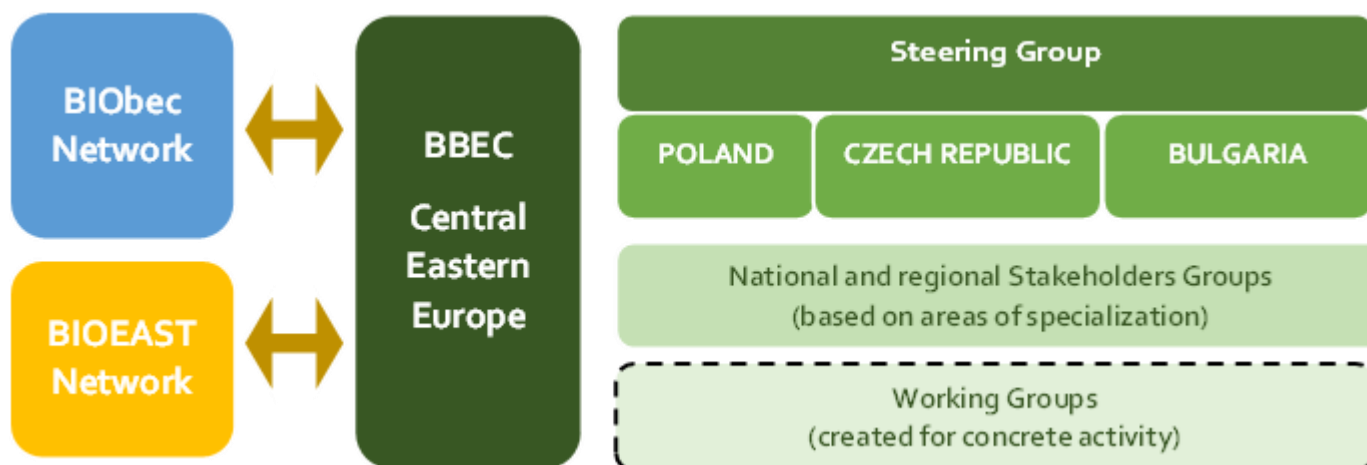 BIObec
Network
BIOEAST
Network
BBEC
Central
Eastern
Europe
Steering Group
POLAND
CZECH REPUBLIC
BULGARIA
National and regional Stakeholders Groups
(based on areas of specialization)
Working Groups
(created for concrete activity)